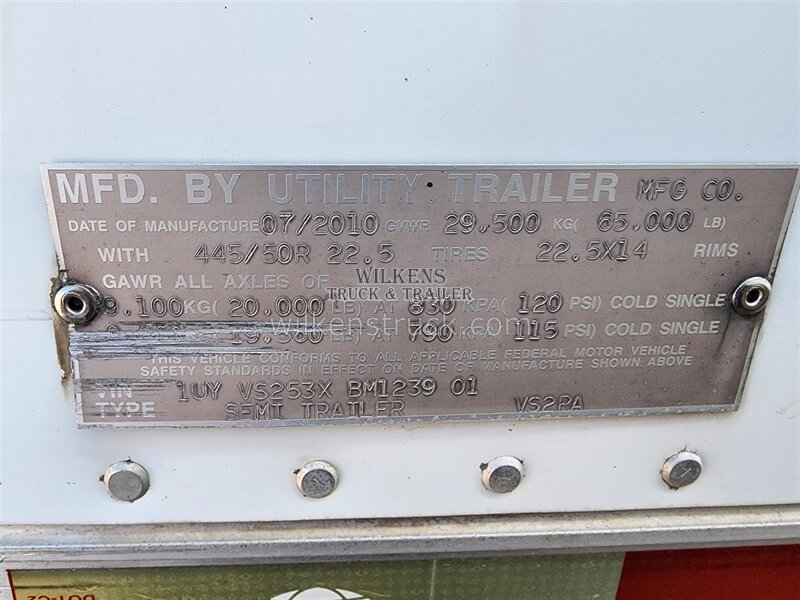 MFD. BY UTILITY TRAILER MFG CO.
DATE OF MANUFACTURE 07/2010 GVWR 29,500 KG( 65,000 LB)
WITH 445/50R 22.5 TIRES 22.5X14 RIMS
GAWR ALL AXLES OF
WILKENS
TRUCK & TRAILER
9,100 KG( 20,000 LB) AT 830 KPA( 120 PSI) COLD SINGLE
wilkenstruck.com
19,500 LB) AT 790 KPA( 115 PSI) COLD SINGLE
THIS VEHICLE CONFORMS TO ALL APPLICABLE FEDERAL MOTOR VEHICLE
SAFETY STANDARDS IN EFFECT ON DATE OF MANUFACTURE SHOWN ABOVE
VIN 1UY VS253X BM1239 01
TYPE SEMI TRAILER VS2RA